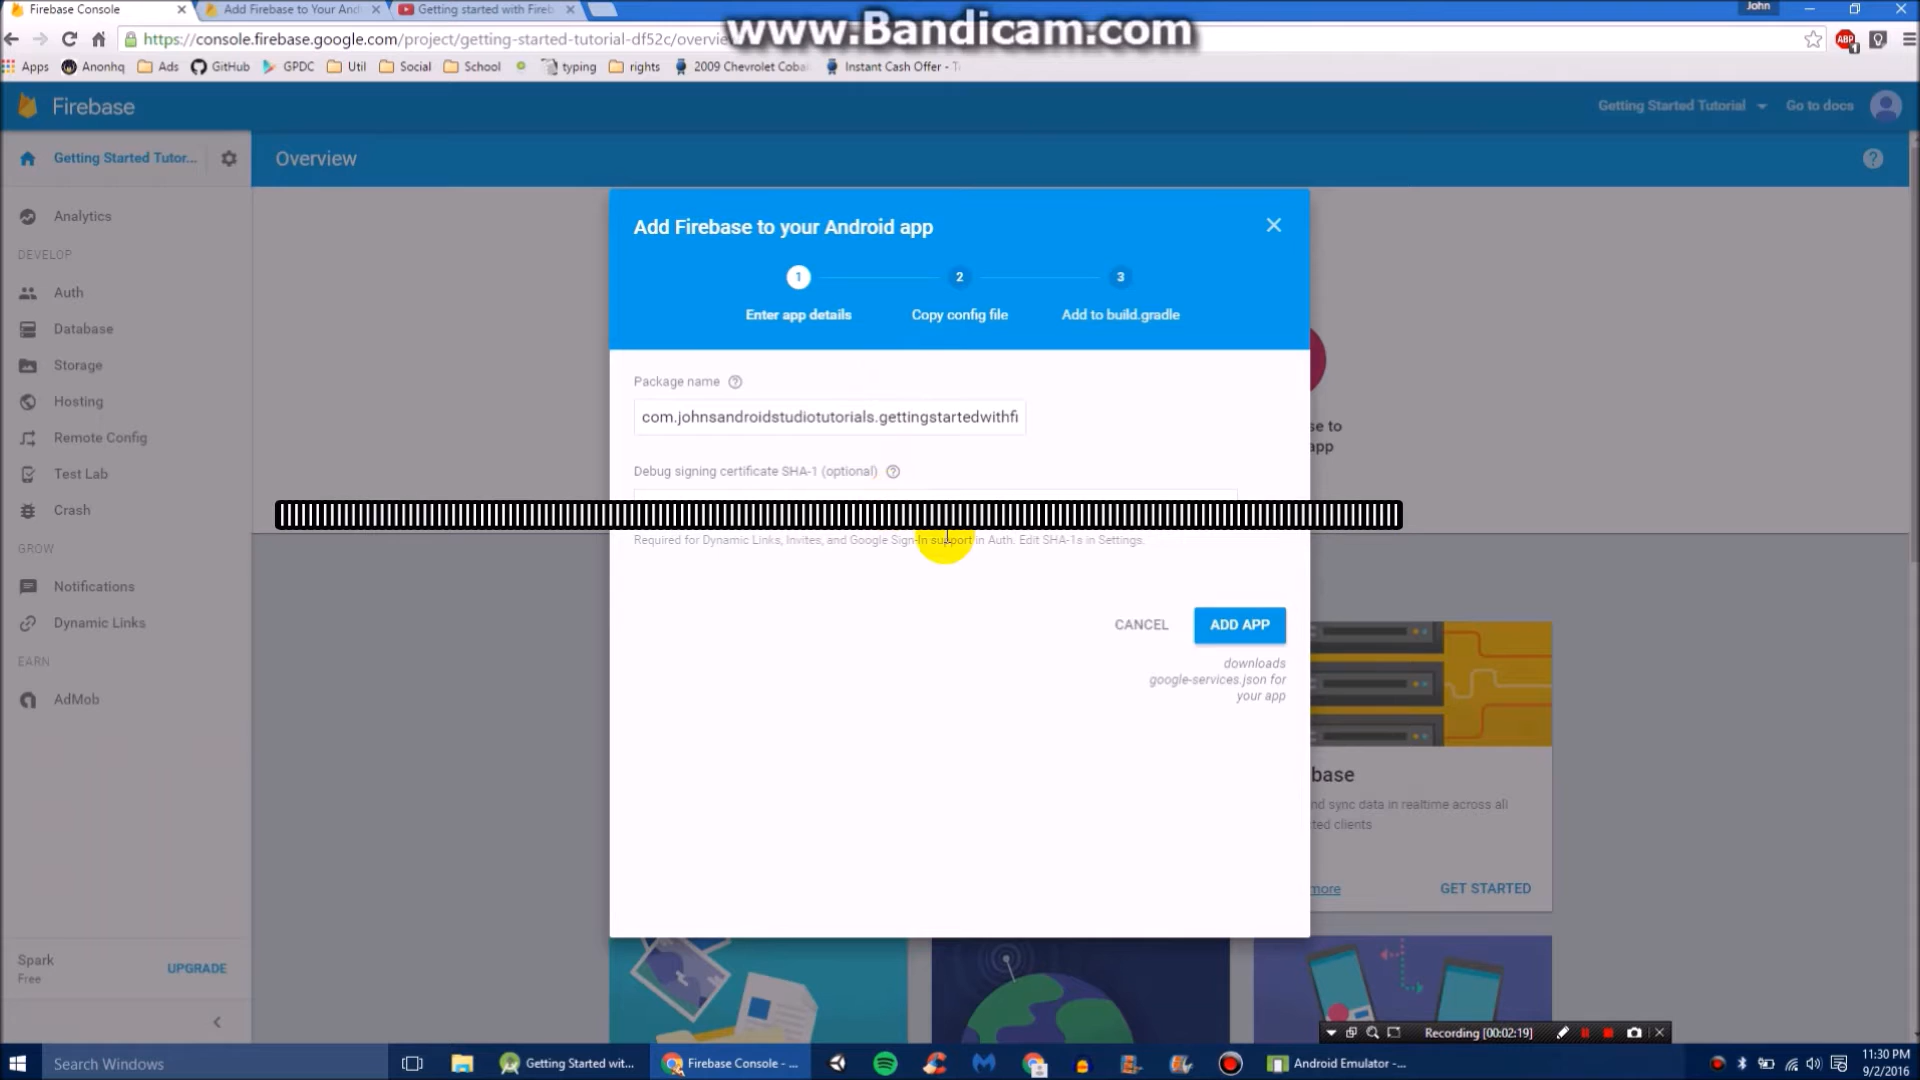 Firebase Console
Add Firebase to Your And
Getting started with Fireb
John
www.Bandicam.com
https://console.firebase.google.com/project/getting-started-tutorial-df52c/overvie
Apps
Anonhq
Ads
GitHub
GPDC
Util
Social
School
typing
rights
2009 Chevrolet Coba
Instant Cash Offer - T
ABP
1
Firebase
Getting Started Tutorial
Go to docs
Getting Started Tutor...
Overview
Analytics
DEVELOP
Auth
Database
Storage
Hosting
Remote Config
Test Lab
Crash
GROW
Notifications
Dynamic Links
EARN
AdMob
Spark
Free
UPGRADE
Add Firebase to your Android app
1
2
3
Enter app details
Copy config file
Add to build.gradle
Package name
com.johnsandroidstudiotutorials.gettingstartedwithfi
Debug signing certificate SHA-1 (optional)
Required for Dynamic Links, Invites, and Google Sign-In support in Auth. Edit SHA-1s in Settings.
CANCEL
ADD APP
downloads
google-services.json for
your app
se to
app
base
nd sync data in realtime across all
ted clients
more
GET STARTED
Recording [00:02:19]
Search Windows
Getting Started wit...
Firebase Console - ...
Android Emulator -...
11:30 PM
9/2/2016